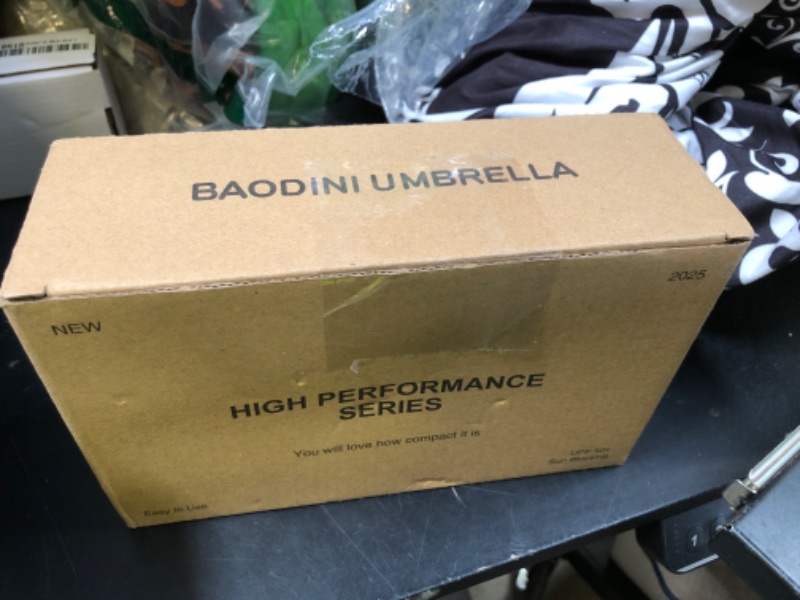 BAODINI UMBRELLA
NEW
2025
HIGH PERFORMANCE
SERIES
You will love how compact it is
UPF 50+
Sun Blocking
Easy to Use
1